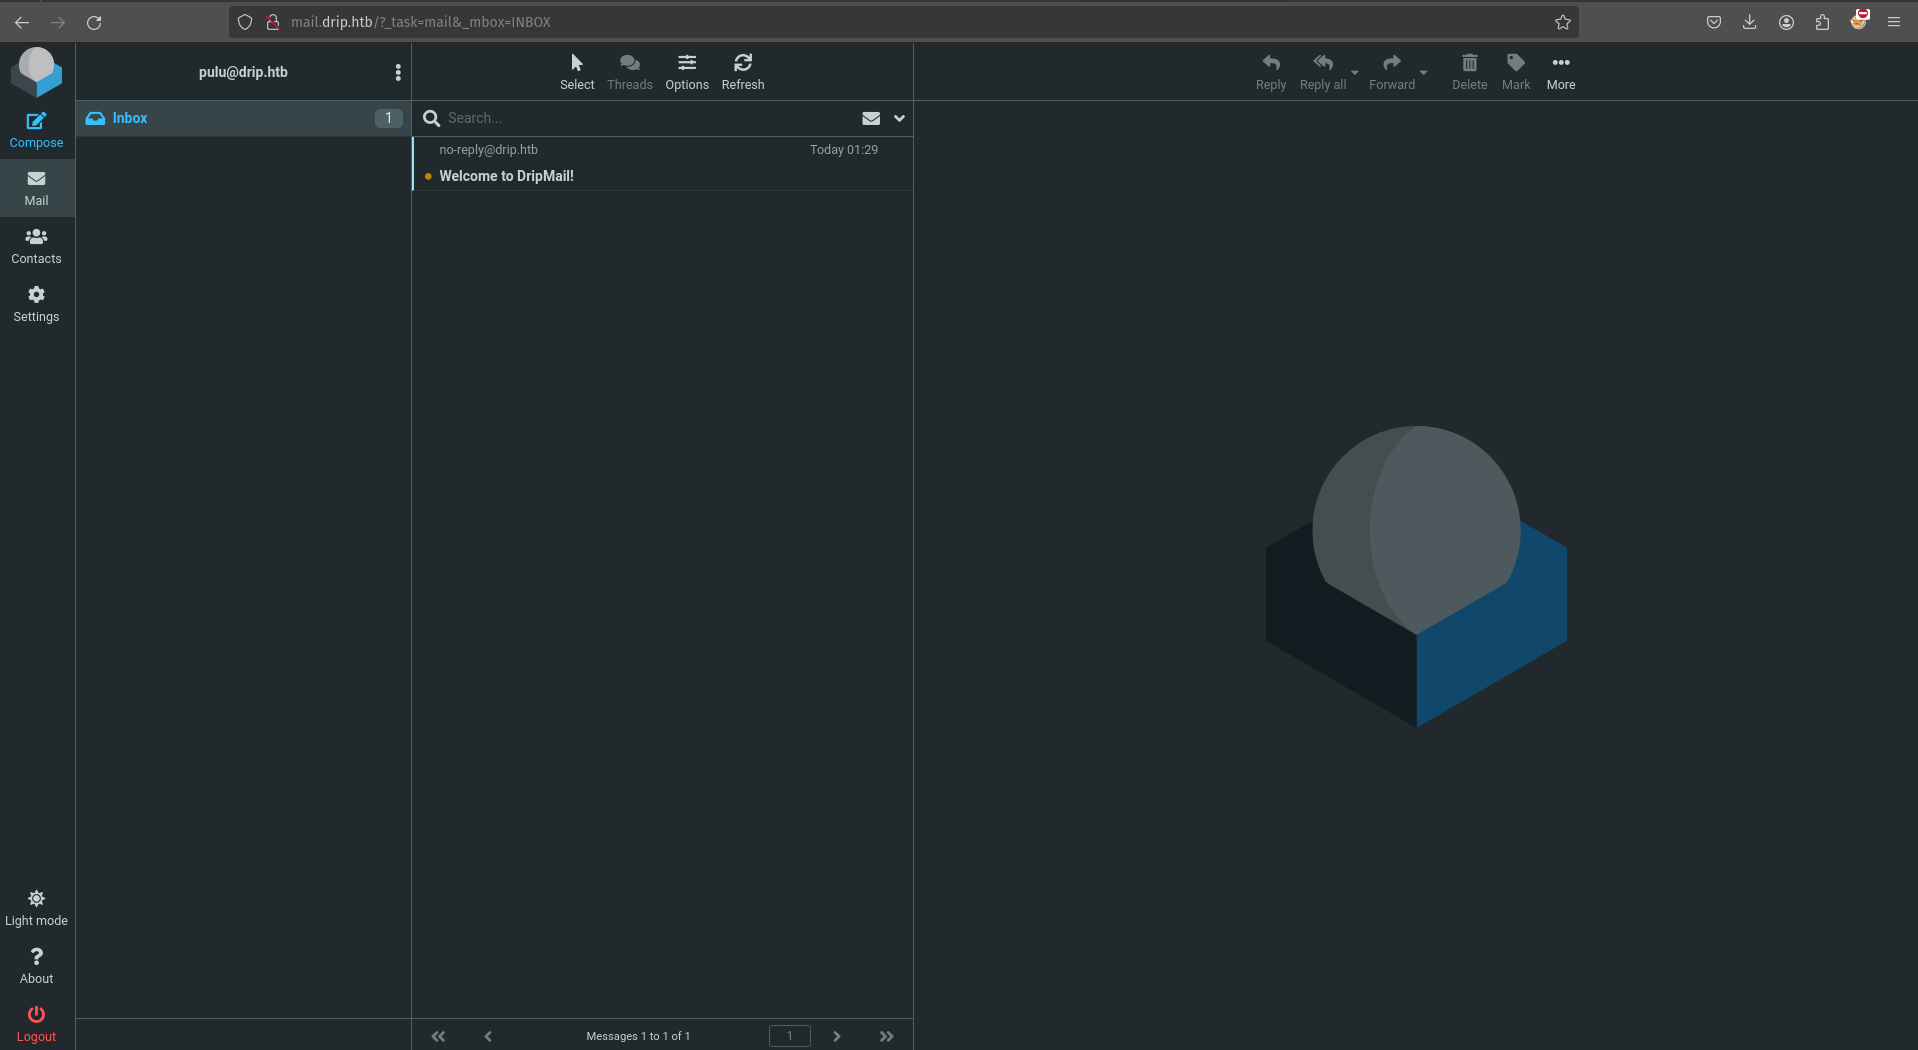 mail.drip.htb/?_task=mail&_mbox=INBOX
pulu@drip.htb
Select
Threads
Options
Refresh
Reply
Reply all
Forward
Delete
Mark
More
Compose
Mail
Contacts
Settings
Inbox
1
Search...
no-reply@drip.htb
Today 01:29
Welcome to DripMail!
Light mode
?
About
Logout
Messages 1 to 1 of 1
1